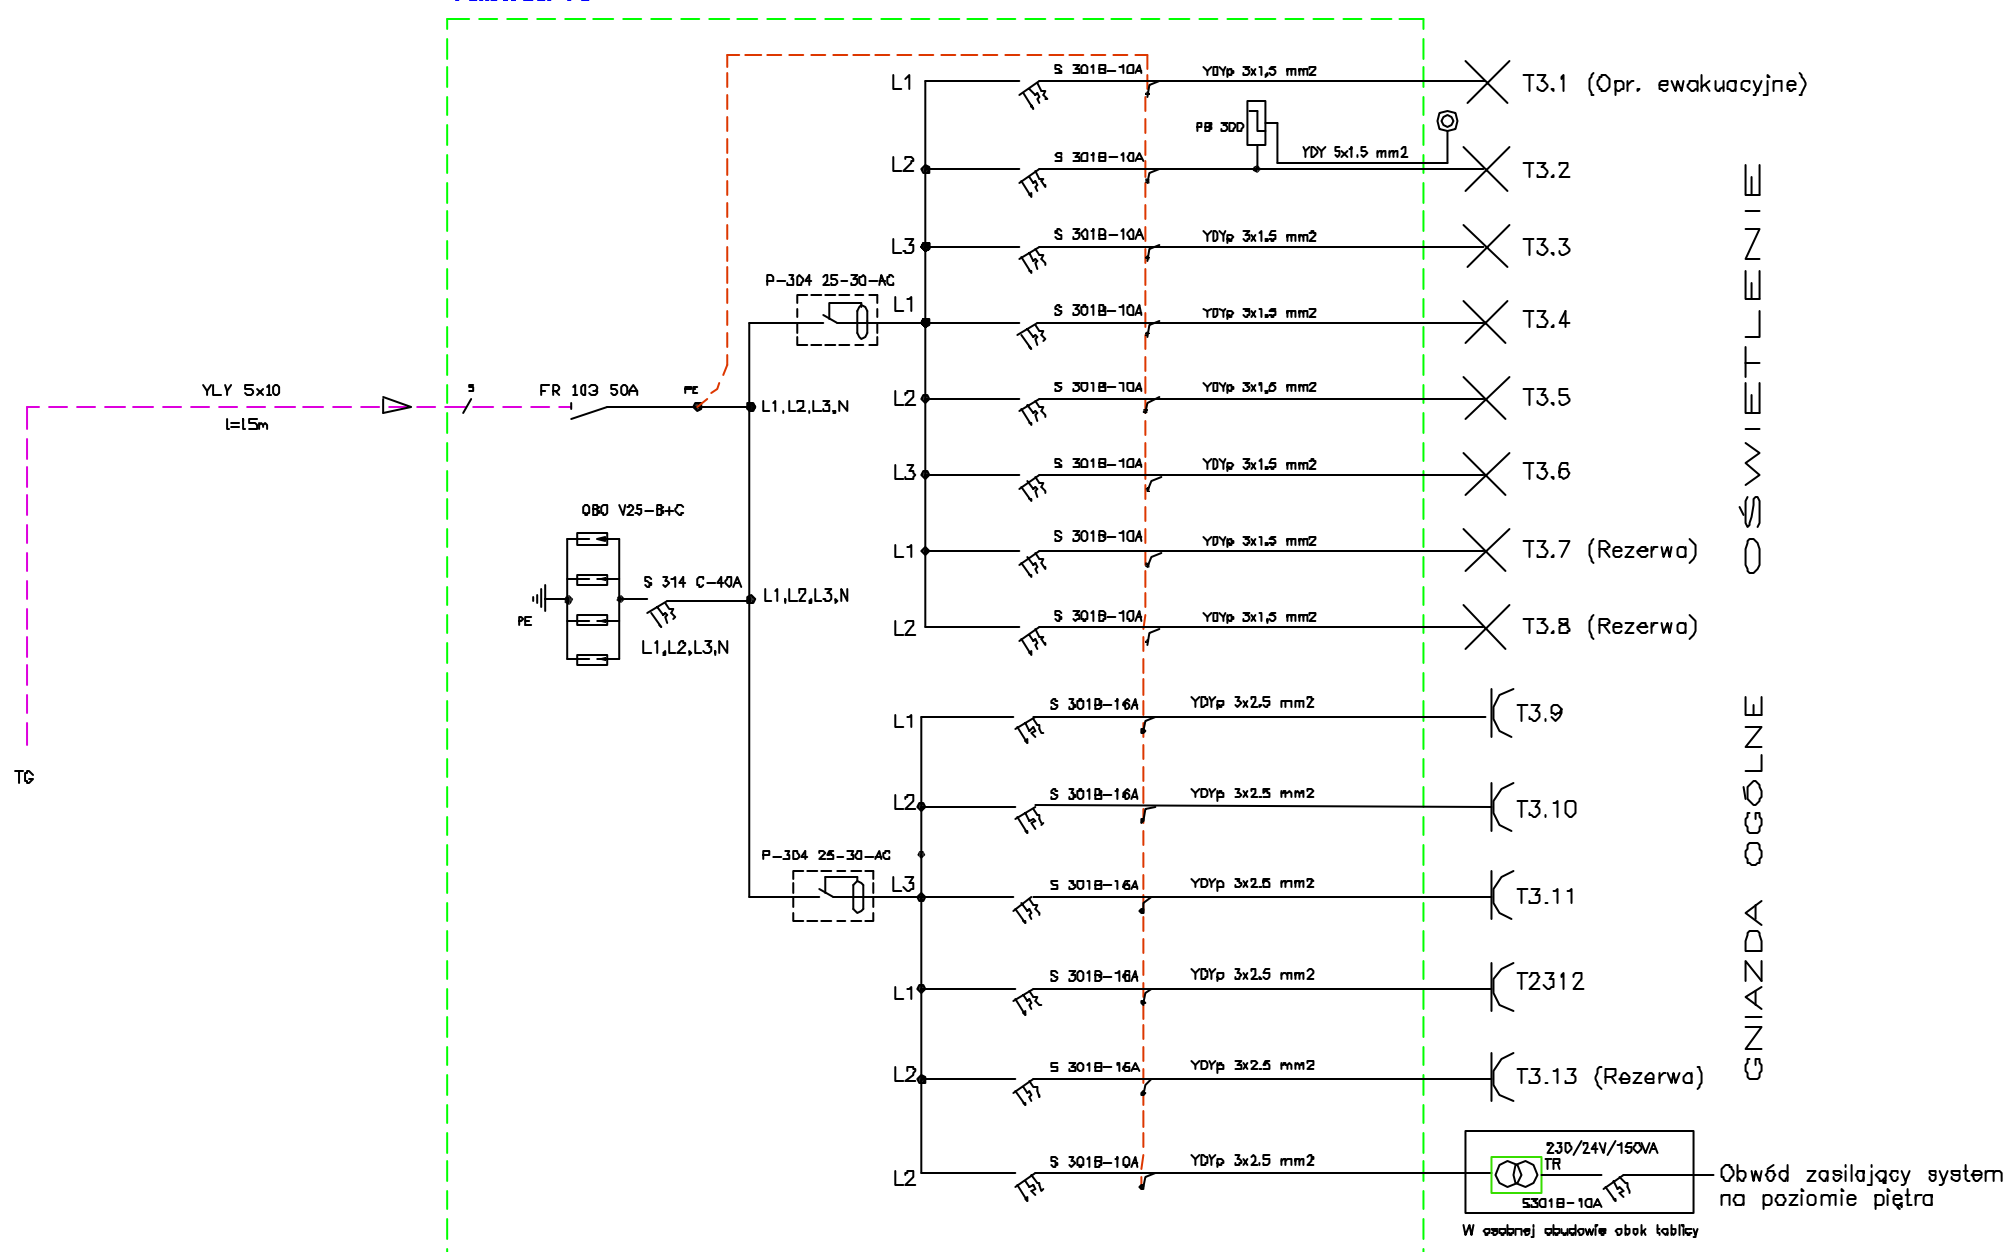 L1 S 301B-10A YDYp 3x1,5 mm2 T3.1 (Opr. ewakuacyjne)
PB 300
L2 S 301B-10A YDY 5x1.5 mm2 T3.2
L3 S 301B-10A YDYp 3x1.5 mm2 T3.3
P-304 25-30-AC
L1 S 301B-10A YDYp 3x1.5 mm2 T3.4
YLY 5x10
l=15m
5
FR 103 50A
PE
L1,L2,L3,N
L2 S 301B-10A YDYp 3x1,5 mm2 T3.5
L3 S 301B-10A YDYp 3x1.5 mm2 T3.6
OBO V25-B+C
L1 S 301B-10A YDYp 3x1.5 mm2 T3.7 (Rezerwa)
S 314 C-40A
L1,L2,L3,N
PE
L1,L2,L3,N
L2 S 301B-10A YDYp 3x1,5 mm2 T3.8 (Rezerwa)
OŚWIETLENZIE
L1 S 301B-16A YDYp 3x2.5 mm2 T3.9
TG
L2 S 301B-16A YDYp 3x2.5 mm2 T3.10
P-304 25-30-AC
L3 S 301B-16A YDYp 3x2.5 mm2 T3.11
L1 S 301B-16A YDYp 3x2.5 mm2 T2312
L2 S 301B-16A YDYp 3x2.5 mm2 T3.13 (Rezerwa)
GNIAZDA OGÓLNE
L2 S 301B-10A YDYp 3x2.5 mm2
230/24V/150VA
TR
S301B-10A
W osobnej obudowie obok tablicy
Obwód zasilający system
na poziomie piętra